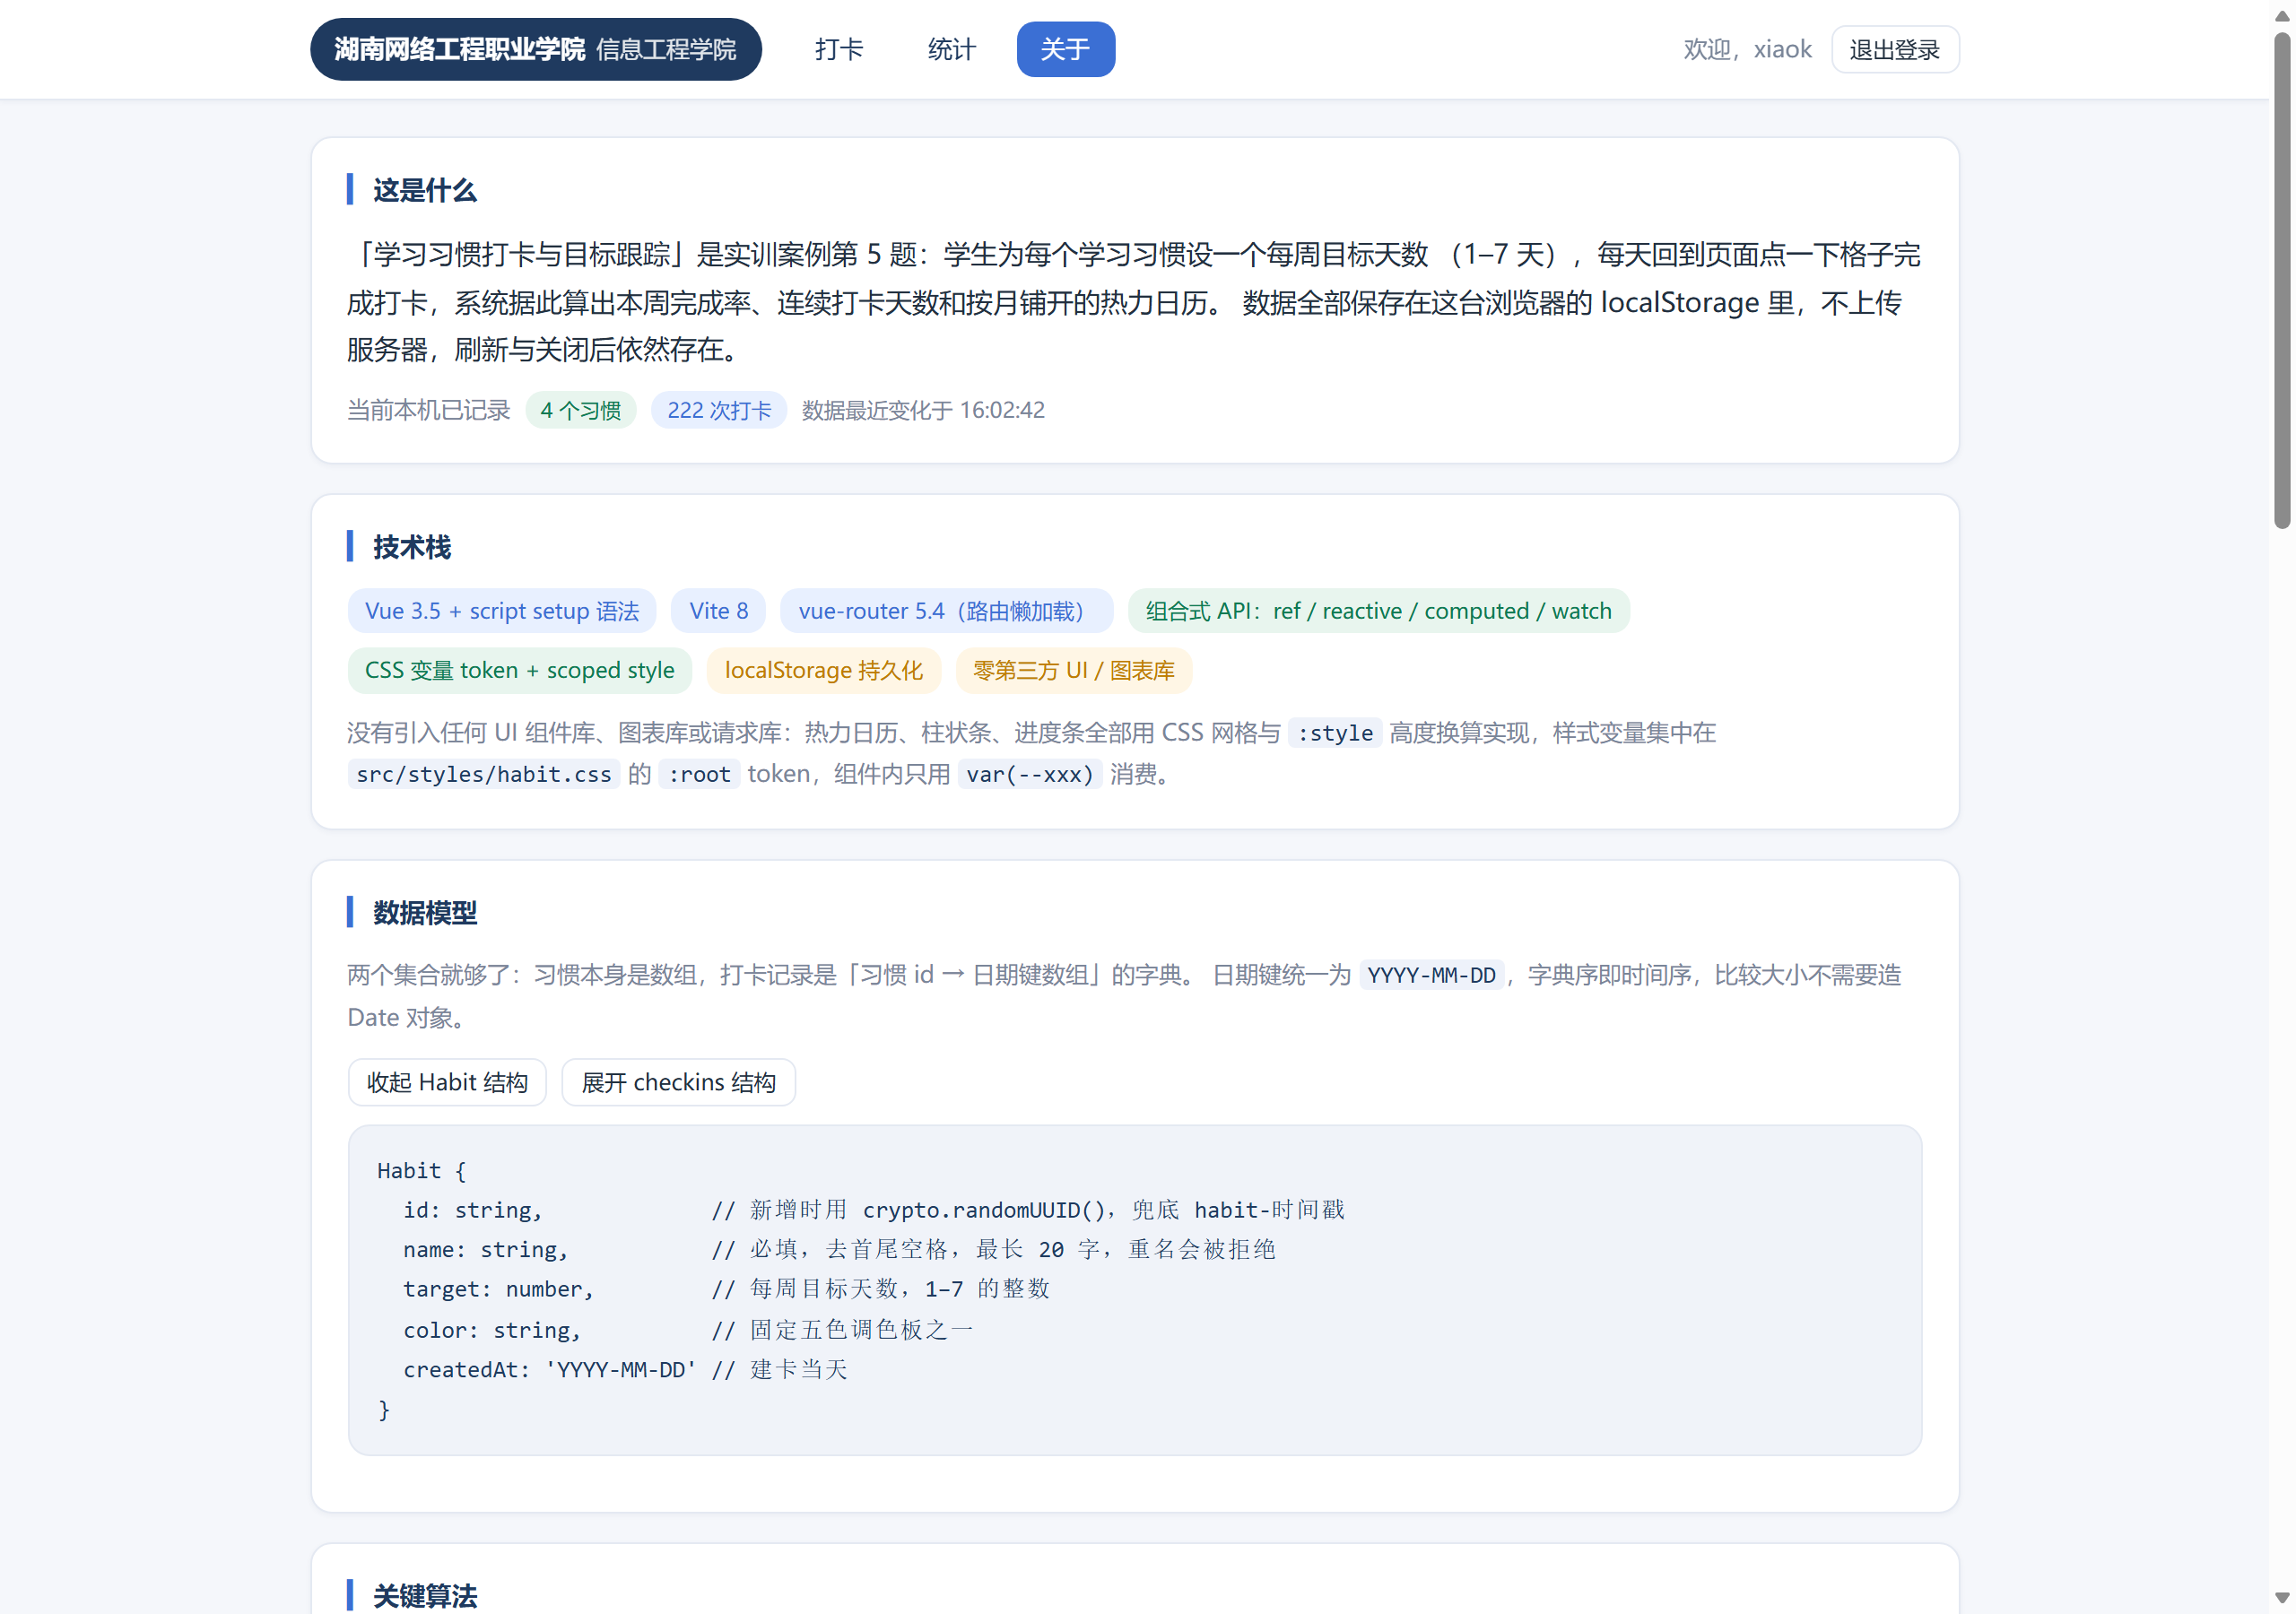 湖南网络工程职业学院 信息工程学院 打卡 统计 关于 欢迎，xiaok 退出登录
这是什么
「学习习惯打卡与目标跟踪」是实训案例第 5 题：学生为每个学习习惯设一个每周目标天数 （1–7 天），每天回到页面点一下格子完
成打卡，系统据此算出本周完成率、连续打卡天数和按月铺开的热力日历。 数据全部保存在这台浏览器的 localStorage 里，不上传
服务器，刷新与关闭后依然存在。
当前本机已记录 4 个习惯 222 次打卡 数据最近变化于 16:02:42
技术栈
Vue 3.5 + script setup 语法 Vite 8 vue-router 5.4（路由懒加载） 组合式 API：ref / reactive / computed / watch
CSS 变量 token + scoped style localStorage 持久化 零第三方 UI / 图表库
没有引入任何 UI 组件库、图表库或请求库：热力日历、柱状条、进度条全部用 CSS 网格与 :style 高度换算实现，样式变量集中在
src/styles/habit.css 的 :root token，组件内只用 var(--xxx) 消费。
数据模型
两个集合就够了：习惯本身是数组，打卡记录是「习惯 id → 日期键数组」的字典。 日期键统一为 YYYY-MM-DD，字典序即时间序，比较大小不需要造
Date 对象。
收起 Habit 结构 展开 checkins 结构
Habit {
id: string, // 新增时用 crypto.randomUUID()，兜底 habit-时间戳
name: string, // 必填，去首尾空格，最长 20 字，重名会被拒绝
target: number, // 每周目标天数，1–7 的整数
color: string, // 固定五色调色板之一
createdAt: 'YYYY-MM-DD' // 建卡当天
}
关键算法